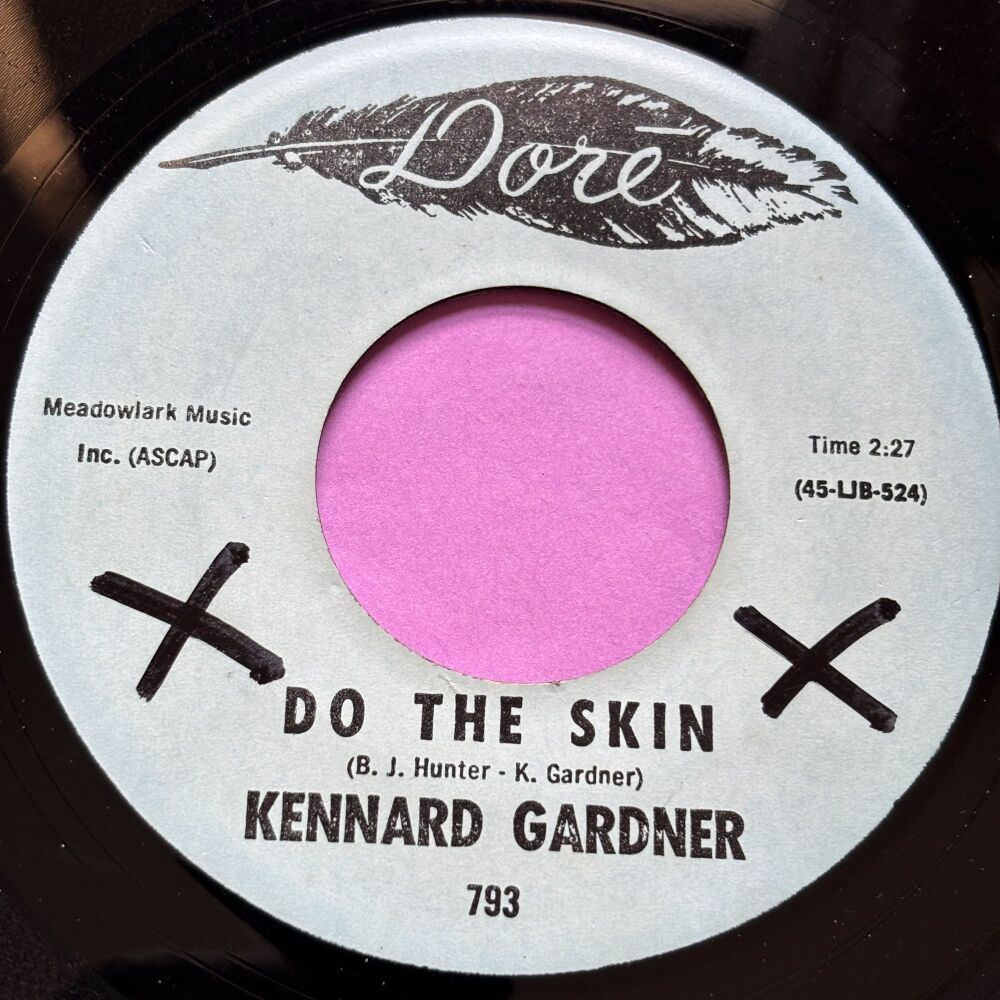 Doré
Meadowlark Music
Inc. (ASCAP)
Time 2:27
(45-LJB-524)
X X
DO THE SKIN
(B. J. Hunter - K. Gardner)
KENNARD GARDNER
793